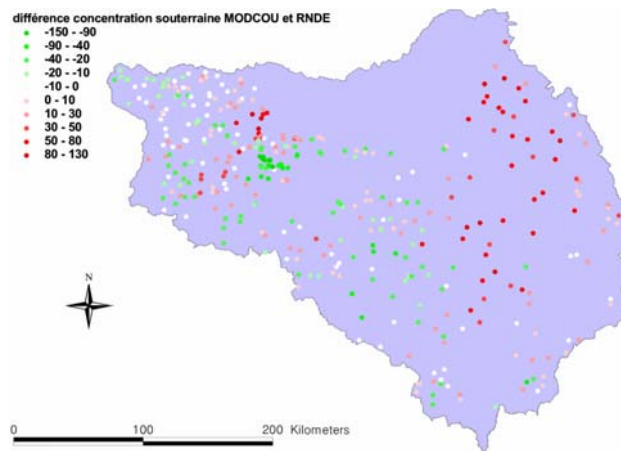 différence concentration souterraine MODCOU et RNDE
-150 - -90
-90 - -40
-40 - -20
-20 - -10
-10 - 0
0 - 10
10 - 30
30 - 50
50 - 80
80 - 130
N
0 100 200 Kilometers